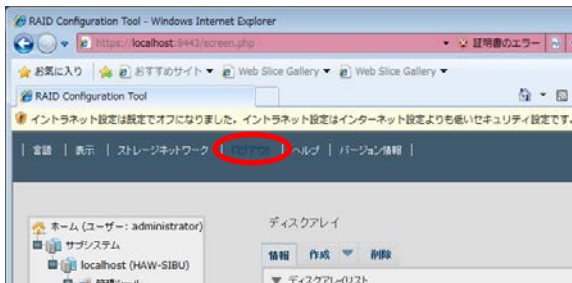 RAID Configuration Tool - Windows Internet Explorer
https://localhost:8443/screen.php 証明書のエラー
お気に入り おすすめサイト ▼ Web Slice Gallery ▼ Web Slice Gallery ▼
RAID Configuration Tool
イントラネット設定は既定でオフになりました。イントラネット設定はインターネット設定よりも低いセキュリティ設定です。
| 言語 | 表示 | ストレージネットワーク | ログアウト | ヘルプ | バージョン情報 |
ホーム (ユーザー: administrator)
サブシステム
localhost (HAW-SIBU)
ディスクアレイ
情報 作成 ▼ 削除
▼ ディスクアレイリスト